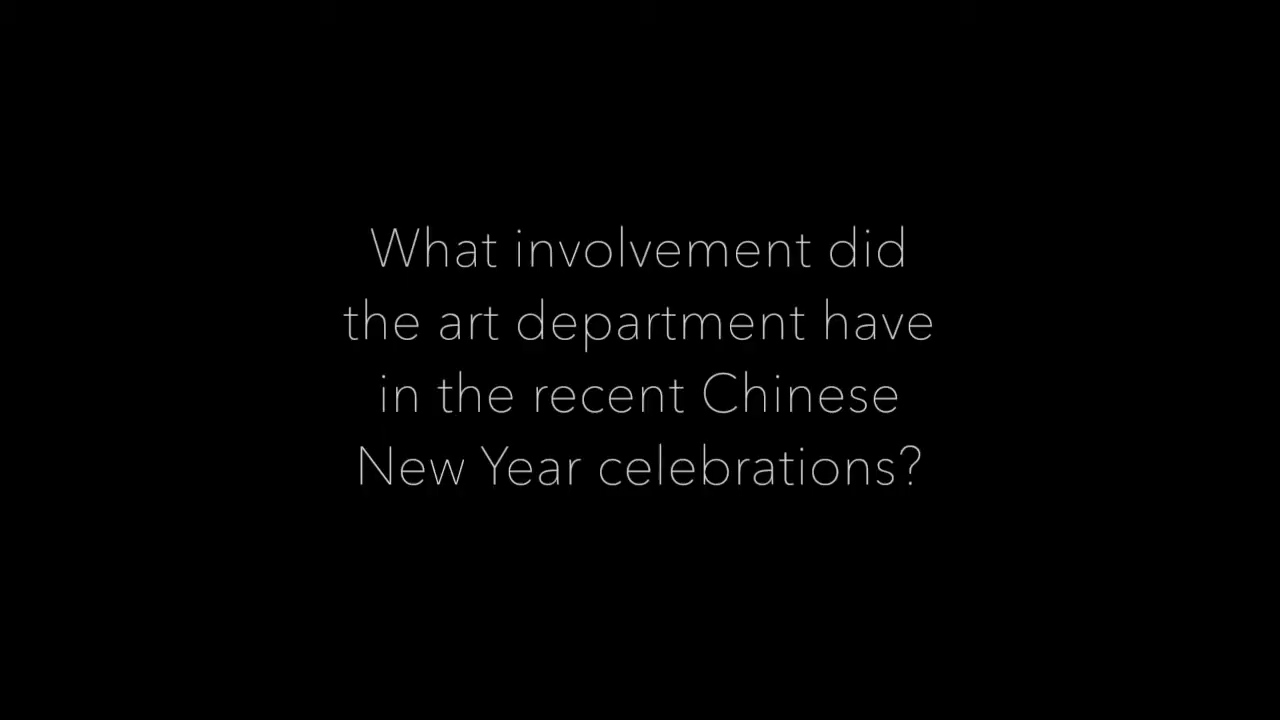 What involvement did
the art department have
in the recent Chinese
New Year celebrations?